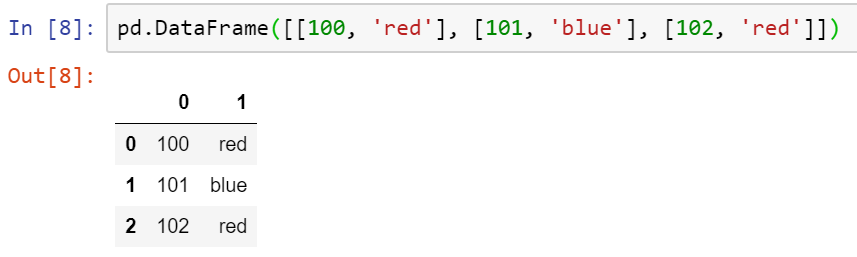 In [8]: pd.DataFrame([[100, 'red'], [101, 'blue'], [102, 'red']])
Out[8]:
0 1
0 100 red
1 101 blue
2 102 red